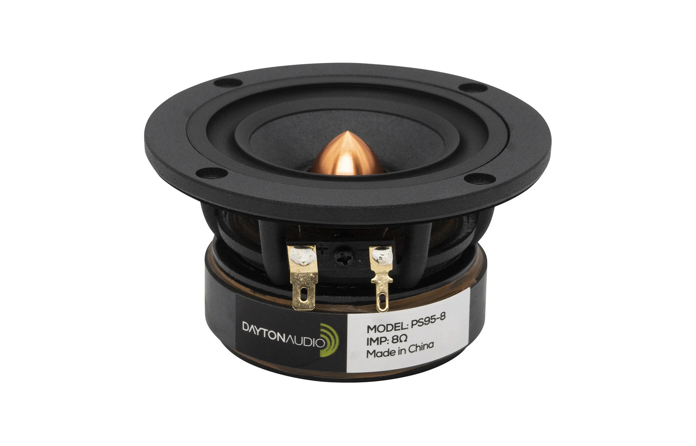 DAYTONAUDIO
MODEL: PS95-8
IMP: 8Ω
Made in China